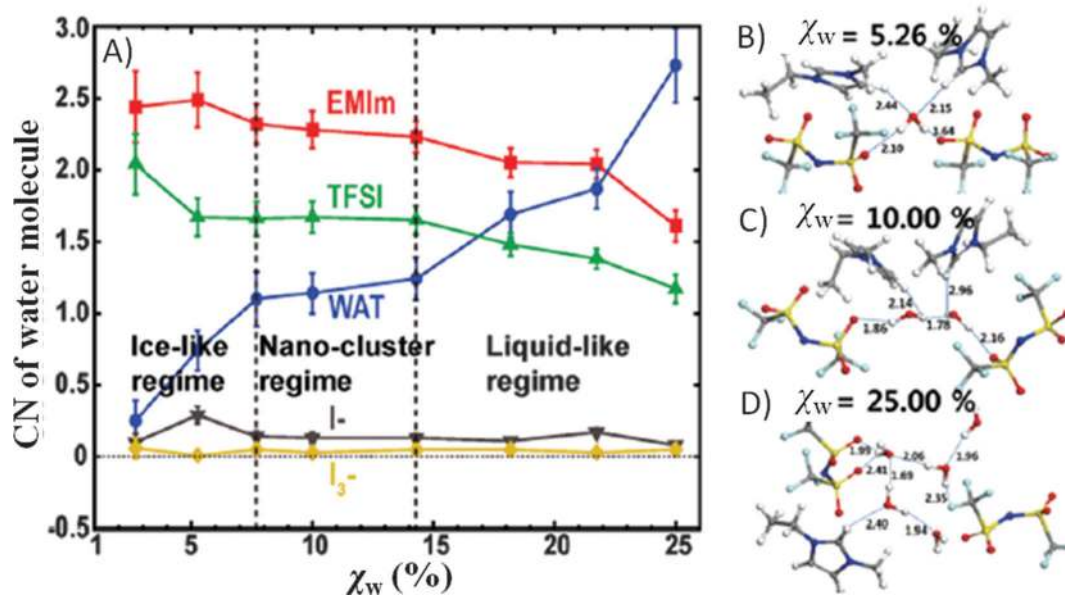 A)
CN of water molecule
3.0
2.5
2.0
1.5
1.0
0.5
0
-0.5
EMIm
TFSI
WAT
Ice-like Nano-cluster Liquid-like
regime regime regime
I-
I3-
1 5 10 15 20 25
χw (%)
B) χw = 5.26 %
2.44
2.15
2.10
1.64
C) χw = 10.00 %
2.14
2.96
1.86
1.78
2.16
D) χw = 25.00 %
1.99
2.06
1.96
2.41
1.69
2.35
2.40
1.94